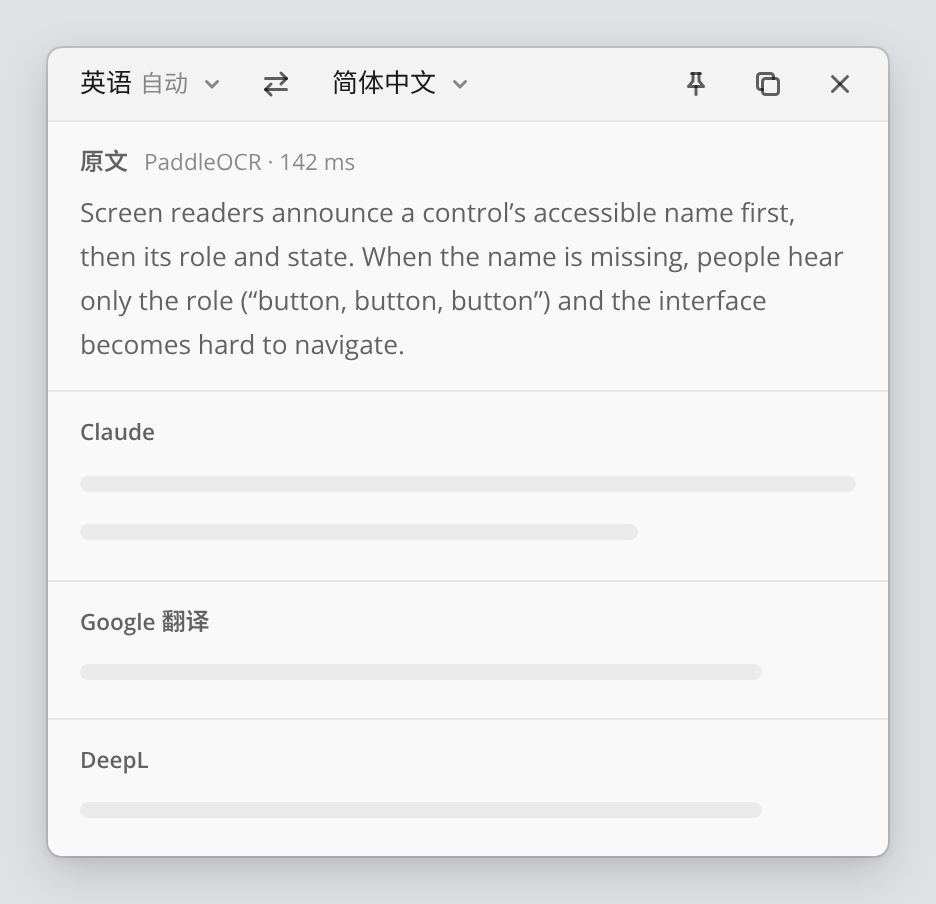 英语 自动 简体中文
原文 PaddleOCR · 142 ms
Screen readers announce a control’s accessible name first,
then its role and state. When the name is missing, people hear
only the role (“button, button, button”) and the interface
becomes hard to navigate.
Claude
Google 翻译
DeepL